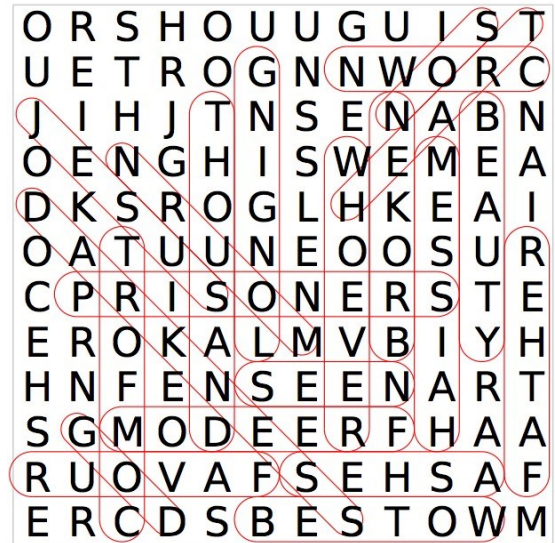 O R S H O U U G U I S T
U E T R O G N N W O R C
J I H J T N S E N A B N
O E N G H I S W E M E A
D K S R O G L H K E A I
O A T U U N E O O S U R
C P R I S O N E R S T E
E R O K A L M V B I Y H
H N F E N S E E N A R T
S G M O D E E R F H A A
R U O V A F S E H S A F
E R C D S B E S T O W M